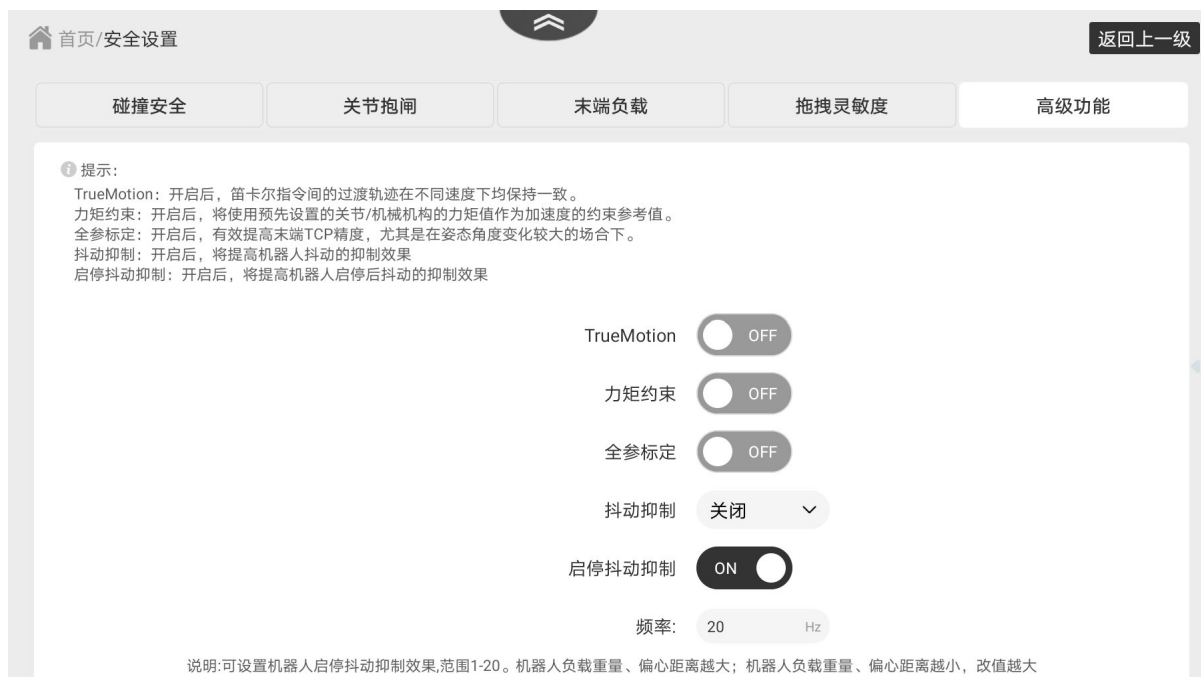 首页/安全设置
返回上一级
碰撞安全
关节抱闸
末端负载
拖拽灵敏度
高级功能
提示:
TrueMotion：开启后，笛卡尔指令间的过渡轨迹在不同速度下均保持一致。
力矩约束：开启后，将使用预先设置的关节/机械机构的力矩值作为加速度的约束参考值。
全参标定：开启后，有效提高末端TCP精度，尤其是在姿态角度变化较大的场合下。
抖动抑制：开启后，将提高机器人抖动的抑制效果
启停抖动抑制：开启后，将提高机器人启停后抖动的抑制效果
TrueMotion OFF
力矩约束 OFF
全参标定 OFF
抖动抑制 关闭
启停抖动抑制 ON
频率: 20 Hz
说明:可设置机器人启停抖动抑制效果,范围1-20。机器人负载重量、偏心距离越大；机器人负载重量、偏心距离越小，改值越大